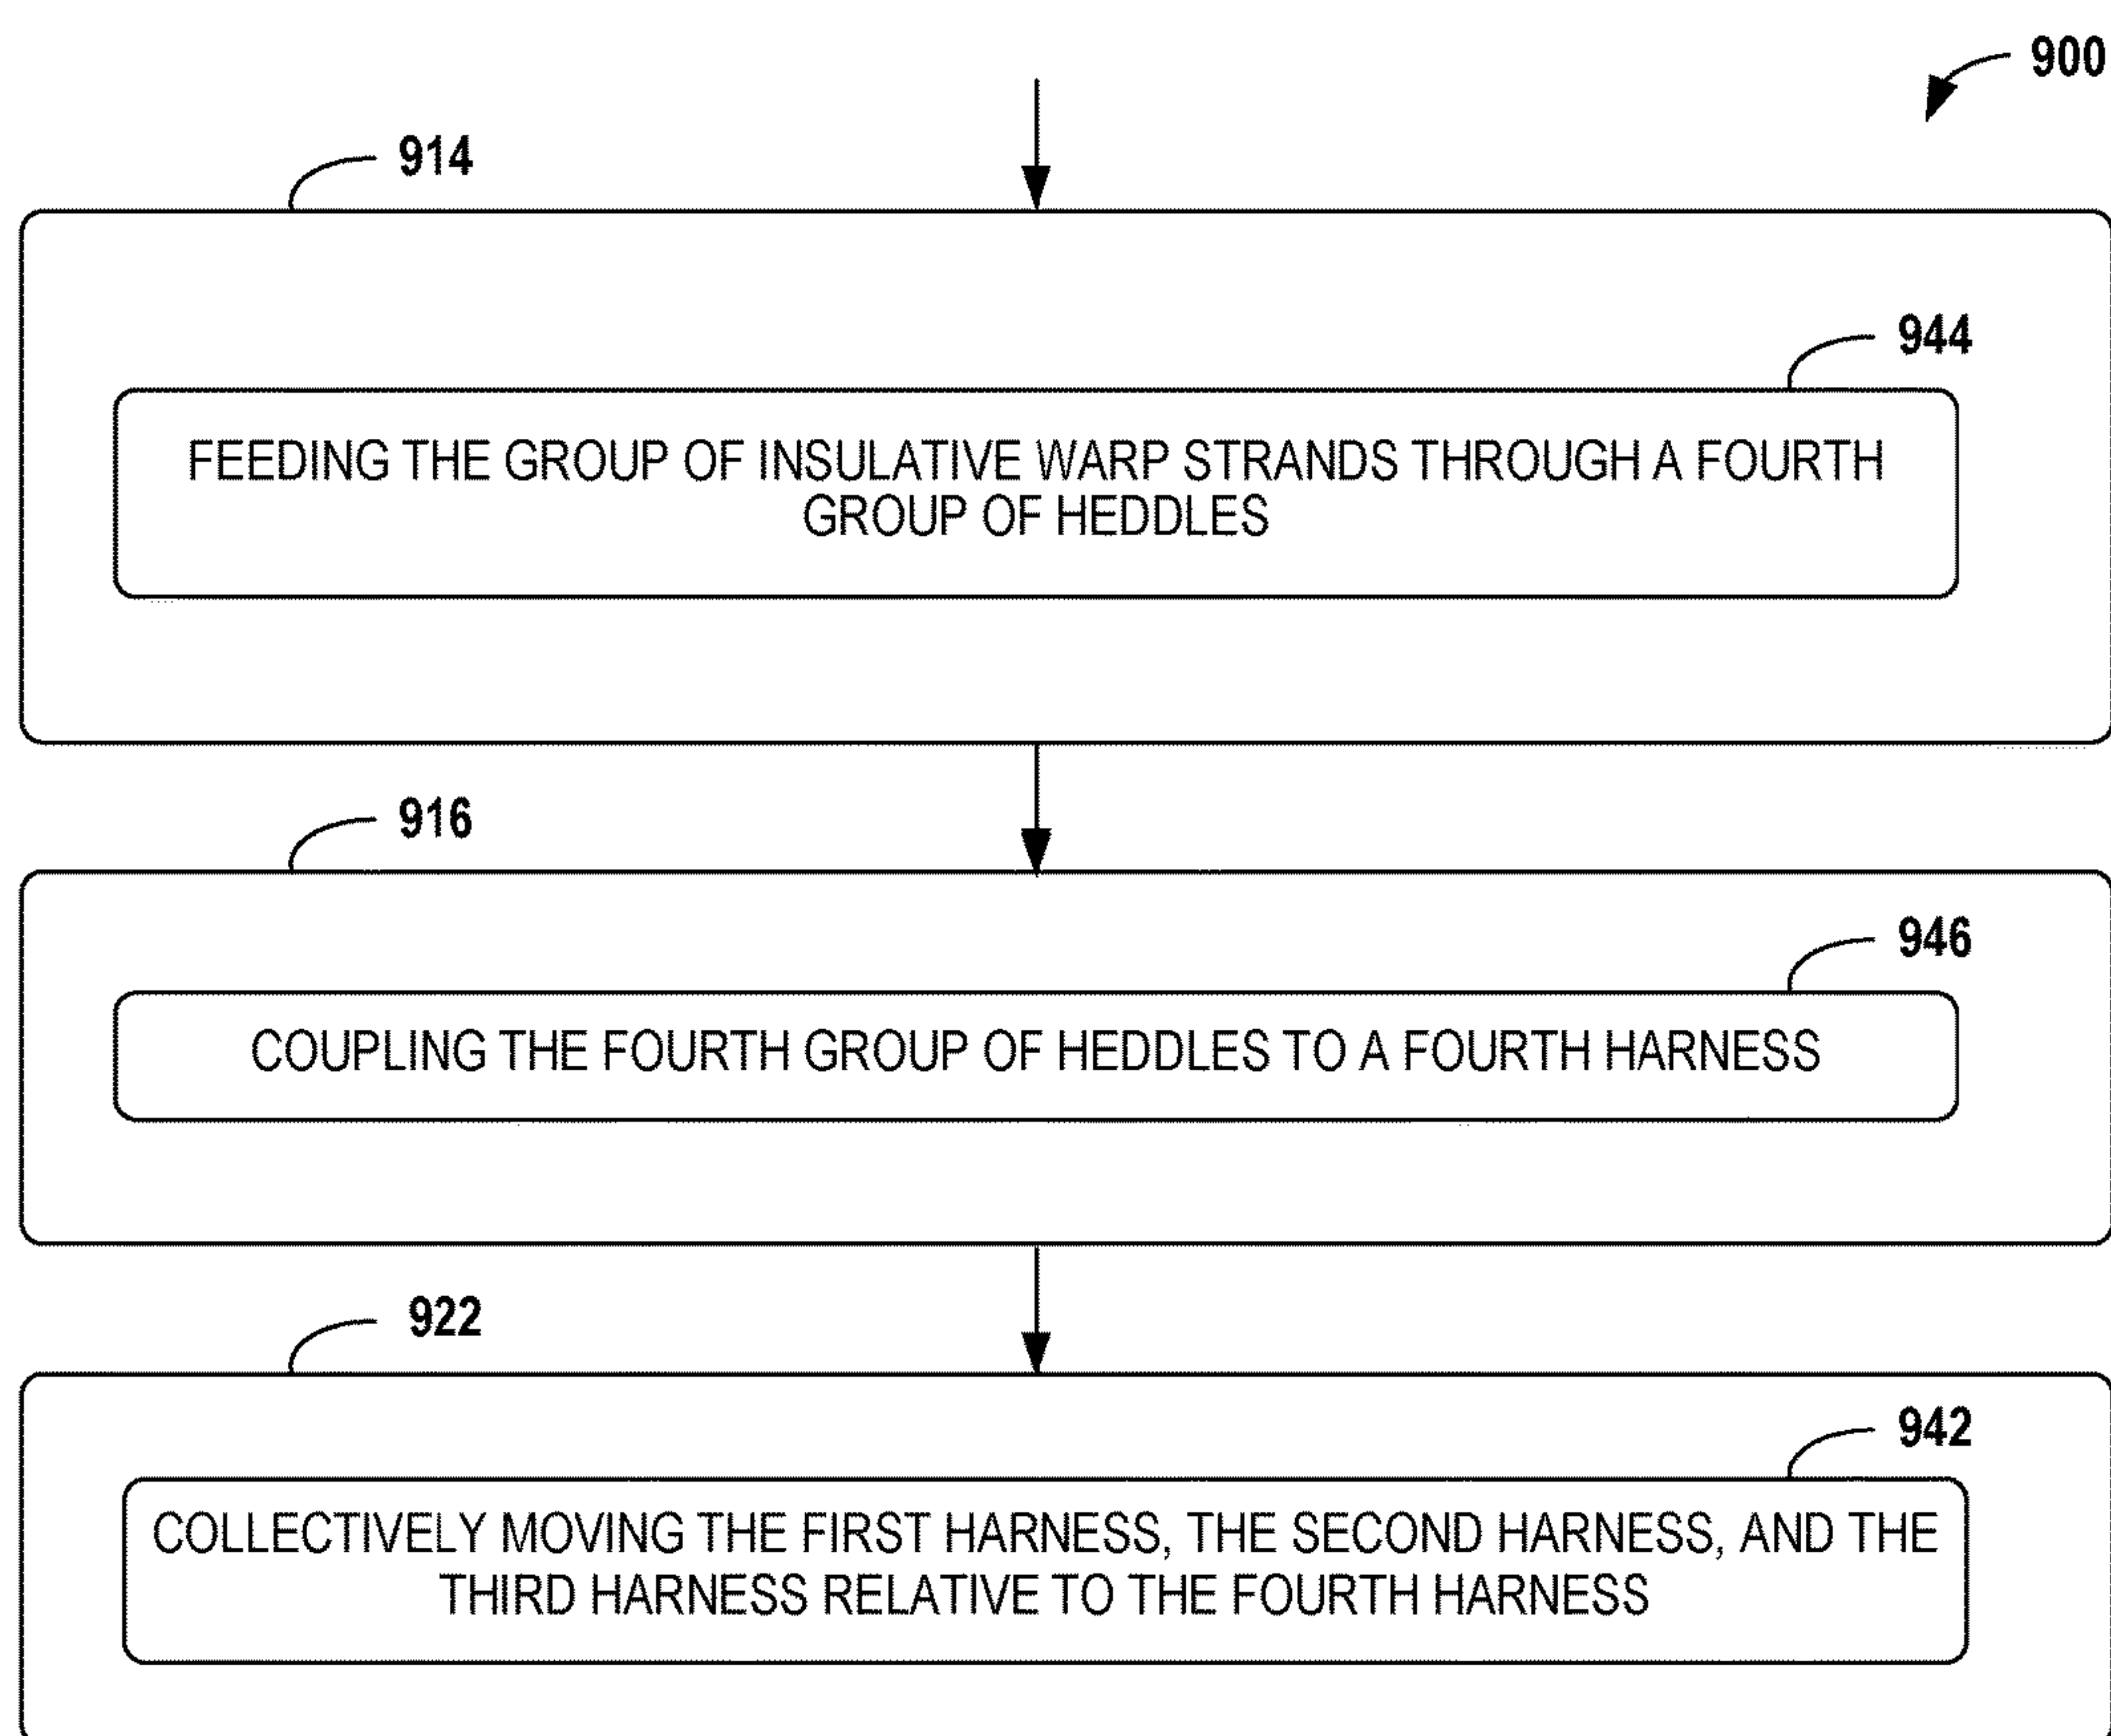 900
914
944
FEEDING THE GROUP OF INSULATIVE WARP STRANDS THROUGH A FOURTH
GROUP OF HEDDLES
916
946
COUPLING THE FOURTH GROUP OF HEDDLES TO A FOURTH HARNESS
922
942
COLLECTIVELY MOVING THE FIRST HARNESS, THE SECOND HARNESS, AND THE
THIRD HARNESS RELATIVE TO THE FOURTH HARNESS